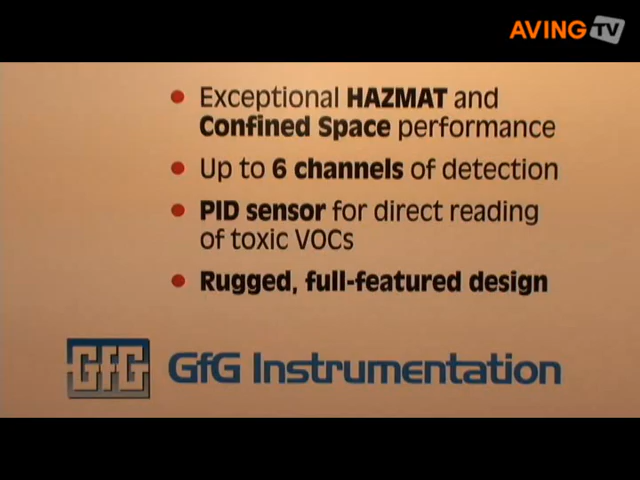 AVING TV
• Exceptional HAZMAT and
Confined Space performance
• Up to 6 channels of detection
• PID sensor for direct reading
of toxic VOCs
• Rugged, full-featured design
GfG GfG Instrumentation